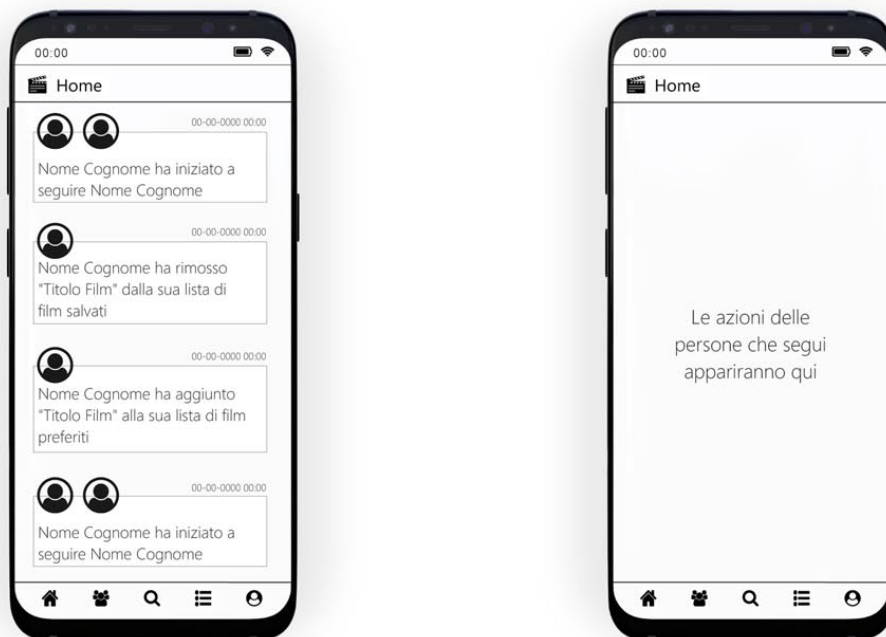 00:00
Home
00-00-0000 00:00
Nome Cognome ha iniziato a
seguire Nome Cognome
00-00-0000 00:00
Nome Cognome ha rimosso
"Titolo Film" dalla sua lista di
film salvati
00-00-0000 00:00
Nome Cognome ha aggiunto
"Titolo Film" alla sua lista di film
preferiti
00-00-0000 00:00
Nome Cognome ha iniziato a
seguire Nome Cognome
00:00
Home
Le azioni delle
persone che segui
appariranno qui